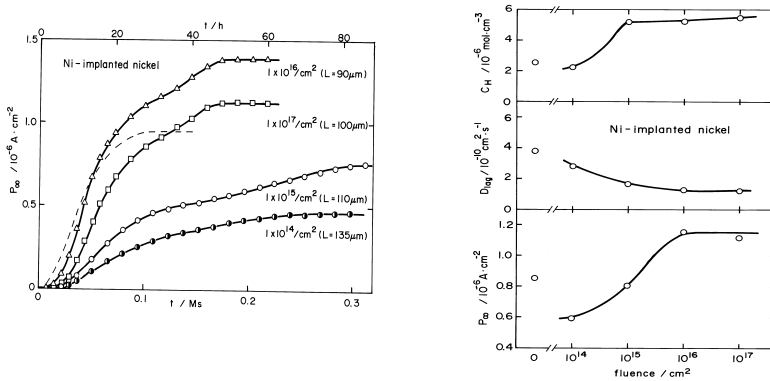 t / h
0 20 40 60 80
1.5
1.0
0.5
0
P∞ / 10⁻⁶ A·cm⁻²
Ni-implanted nickel
1 x 10¹⁶/cm² (L = 90μm)
1 x 10¹⁷/cm² (L = 100μm)
1 x 10¹⁵/cm² (L = 110μm)
1 x 10¹⁴/cm² (L = 135μm)
0.1 0.2 0.3
t / Ms
6
4
2
0
C_H / 10⁻⁶ mol·cm⁻³
6
4
2
0
D_lag / 10⁻¹⁰ cm²·s⁻¹
Ni-implanted nickel
1.2
1.0
0.8
0.6
0.4
P∞ / 10⁻⁶ A·cm⁻²
0 10¹⁴ 10¹⁵ 10¹⁶ 10¹⁷
fluence / cm²